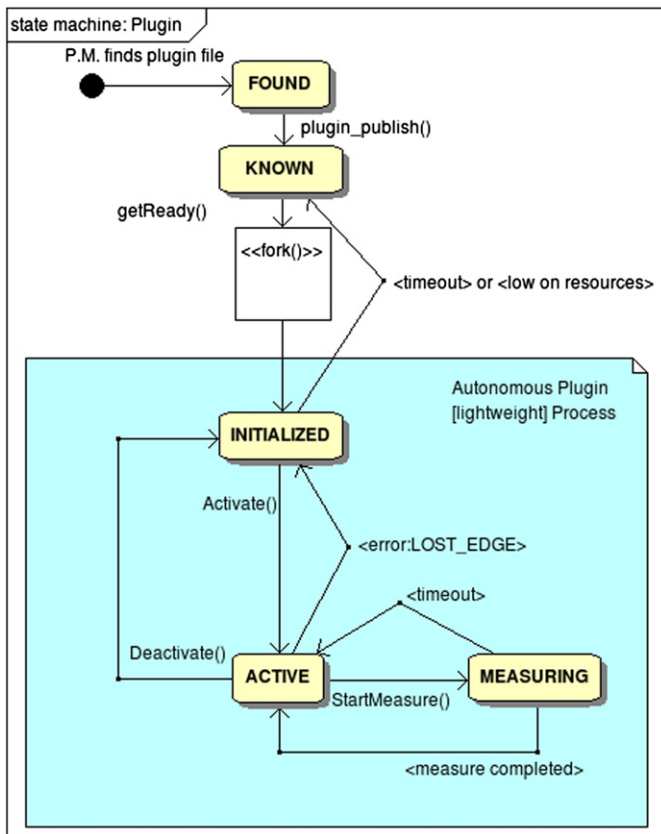 state machine: Plugin
P.M. finds plugin file
FOUND
plugin_publish()
KNOWN
getReady()
<<fork()>>
<timeout> or <low on resources>
Autonomous Plugin
[lightweight] Process
INITIALIZED
Activate()
<error:LOST_EDGE>
<timeout>
Deactivate()
ACTIVE
MEASURING
StartMeasure()
<measure completed>